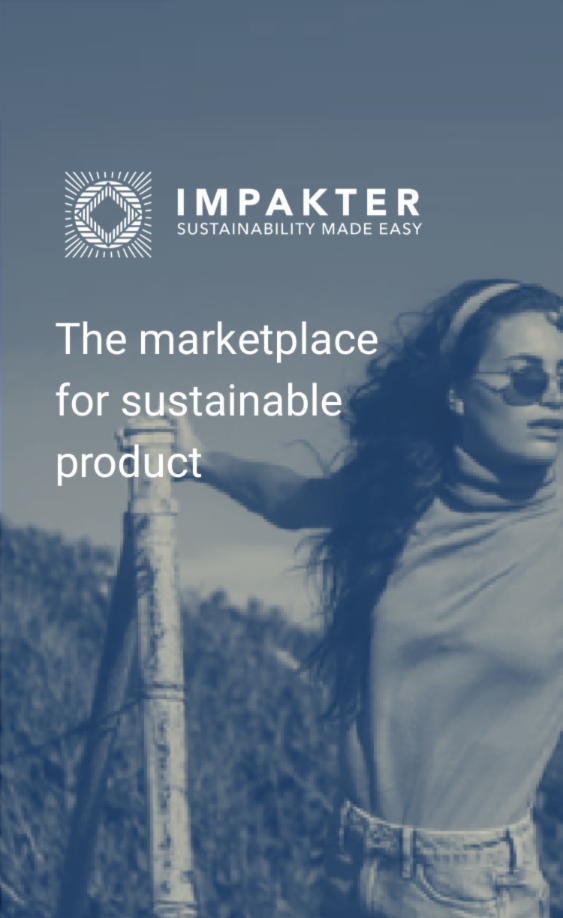 IMPAKTER
SUSTAINABILITY MADE EASY
The marketplace
for sustainable
product